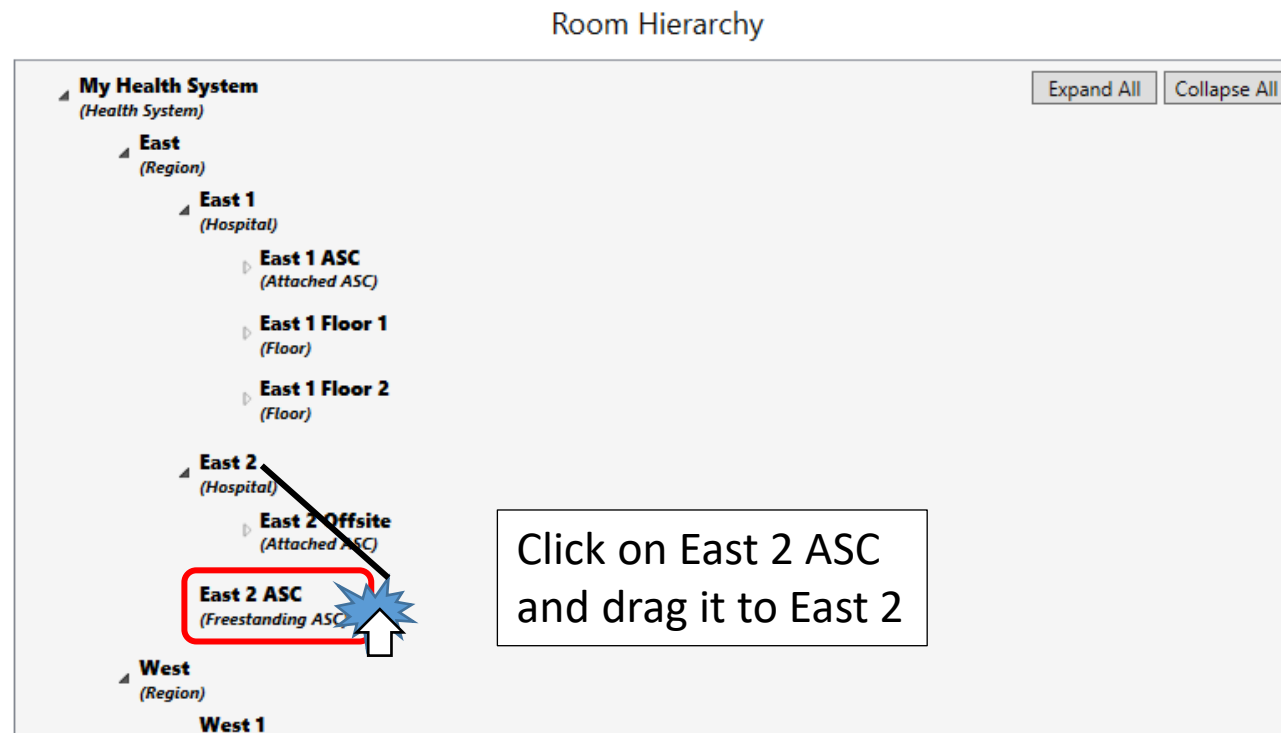 Room Hierarchy
My Health System
(Health System)
Expand All
Collapse All
East
(Region)
East 1
(Hospital)
East 1 ASC
(Attached ASC)
East 1 Floor 1
(Floor)
East 1 Floor 2
(Floor)
East 2
(Hospital)
East 2 Offsite
(Attached ASC)
East 2 ASC
(Freestanding ASC)
Click on East 2 ASC
and drag it to East 2
West
(Region)
West 1